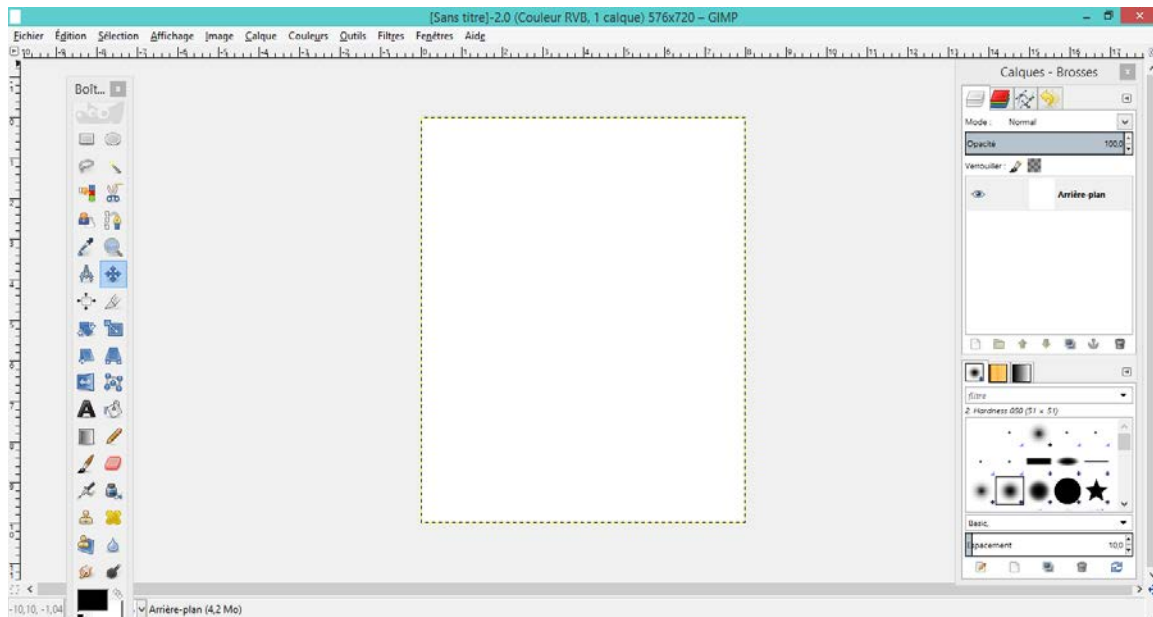 [Sans titre]-2.0 (Couleur RVB, 1 calque) 576x720 – GIMP
Fichier Édition Sélection Affichage Image Calque Couleurs Outils Filtres Fenêtres Aide
Boît...
Calques - Brosses
Mode : Normal
Opacité 100,0
Verrouiller :
Arrière-plan
filtre
2. Hardness 050 (51 × 51)
Basic,
Espacement 10,0
-10,10, -1,04
Arrière-plan (4,2 Mo)